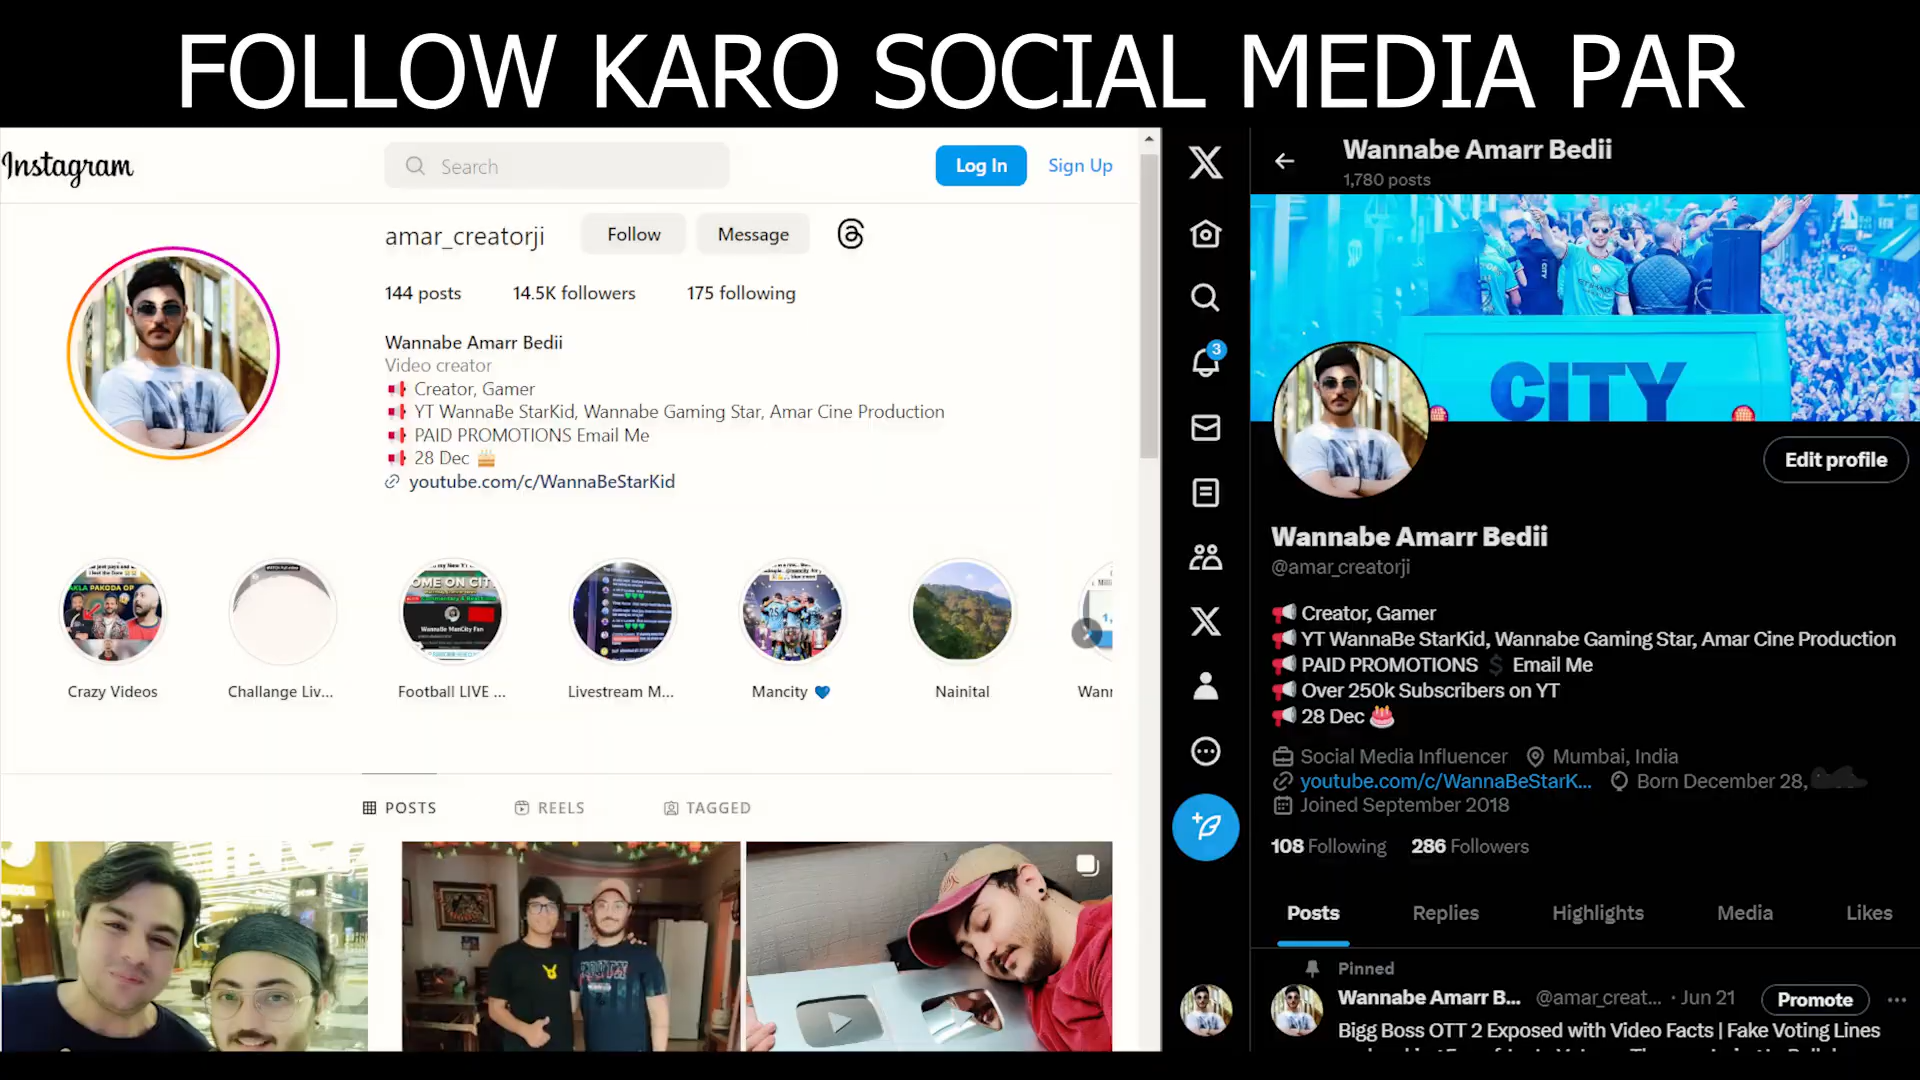 FOLLOW KARO SOCIAL MEDIA PAR
Instagram
Search
Log In
Sign Up
amar_creatorji
Follow
Message
144 posts
14.5K followers
175 following
Wannabe Amarr Bedii
Video creator
Creator, Gamer
YT WannaBe StarKid, Wannabe Gaming Star, Amar Cine Production
PAID PROMOTIONS Email Me
28 Dec
youtube.com/c/WannaBeStarKid
Crazy Videos
Challange Liv...
Football LIVE ...
Livestream M...
Mancity 💙
Nainital
Wanr
POSTS
REELS
TAGGED
3
Wannabe Amarr Bedii
1,780 posts
CITY
Edit profile
Wannabe Amarr Bedii
@amar_creatorji
Creator, Gamer
YT WannaBe StarKid, Wannabe Gaming Star, Amar Cine Production
PAID PROMOTIONS 💲 Email Me
Over 250k Subscribers on YT
28 Dec
Social Media Influencer
Mumbai, India
youtube.com/c/WannaBeStarK...
Born December 28,
Joined September 2018
108 Following
286 Followers
Posts
Replies
Highlights
Media
Likes
Pinned
Wannabe Amarr B... @amar_creat... · Jun 21
Promote
Bigg Boss OTT 2 Exposed with Video Facts | Fake Voting Lines